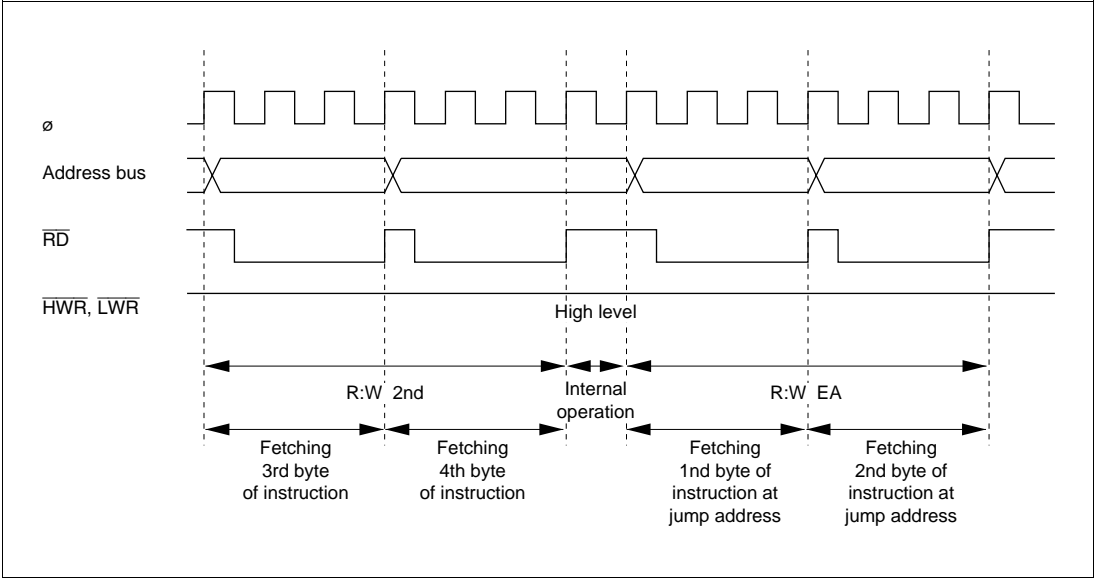 ø
Address bus
RD
HWR, LWR
High level
R:W 2nd
Internal
operation
R:W EA
Fetching
3rd byte
of instruction
Fetching
4th byte
of instruction
Fetching
1nd byte of
instruction at
jump address
Fetching
2nd byte of
instruction at
jump address